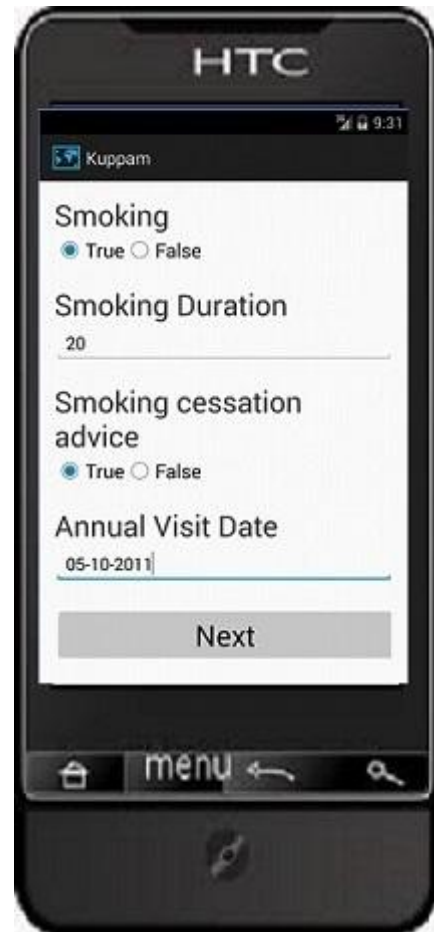 HTC
9:31
Kuppam
Smoking
True False
Smoking Duration
20
Smoking cessation
advice
True False
Annual Visit Date
05-10-2011
Next
menu